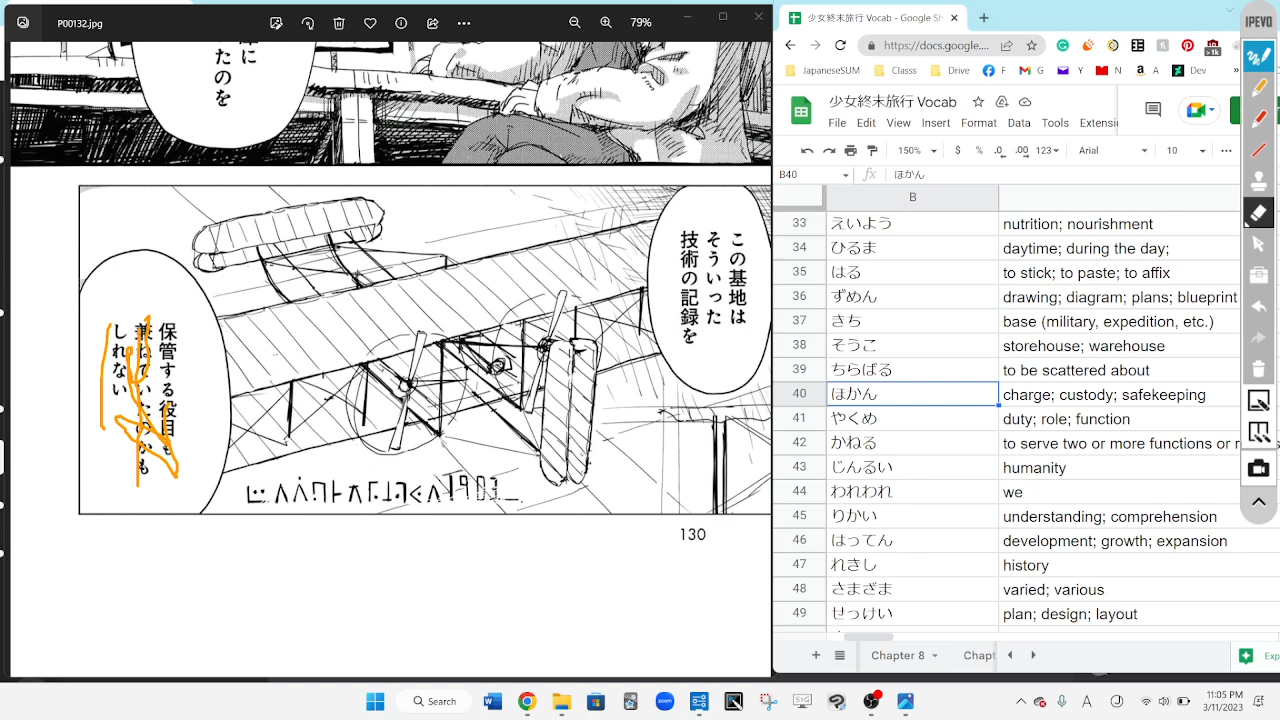 P00132.jpg
79%
に
たのを
この基地は
そういった
技術の記録を
保管する役目も
兼ねていたのかも
しれない
1903
130
少女終末旅行 Vocab - Google Sh
https://docs.google....
JapaneseSUM
Classs
Drive
G
Y
N
A
Dev
少女終末旅行 Vocab
File Edit View Insert Format Data Tools Extensi
150% $ % .0 .00 123 Arial 10
B40 fx ほかん
B
33 えいよう nutrition; nourishment
34 ひるま daytime; during the day;
35 はる to stick; to paste; to affix
36 ずめん drawing; diagram; plans; blueprint
37 きち base (military, expedition, etc.)
38 そうこ storehouse; warehouse
39 ちらばる to be scattered about
40 ほかん charge; custody; safekeeping
41 やくめ duty; role; function
42 かねる to serve two or more functions or r
43 じんるい humanity
44 われわれ we
45 りかい understanding; comprehension
46 はってん development; growth; expansion
47 れきし history
48 さまざま varied; various
49 せっけい plan; design; layout
Chapter 8
Chapt
Exp
IPEVO
Search
zoom
11:05 PM
3/11/2023